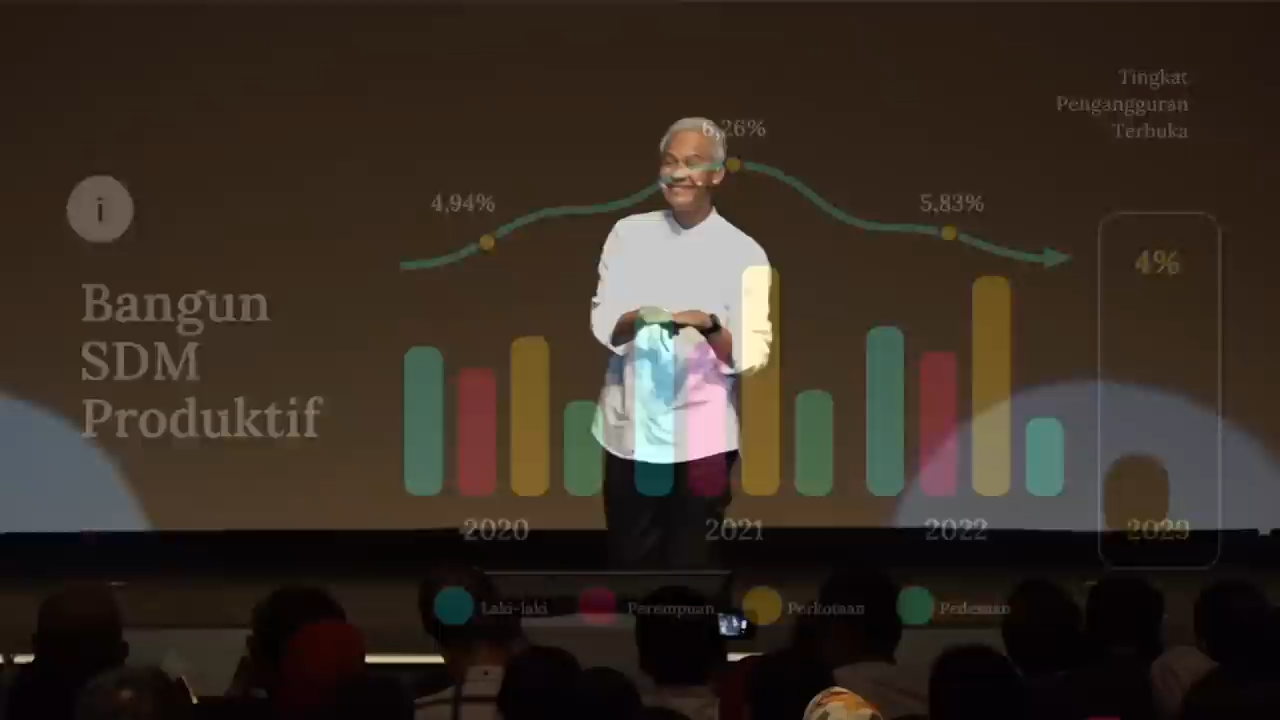 Tingkat
Pengangguran
Terbuka
6,26%
4,94%
5,83%
4%
i
Bangun
SDM
Produktif
2020
2021
2022
2029
Laki-laki
Perempuan
Perkotaan
Pedesaan